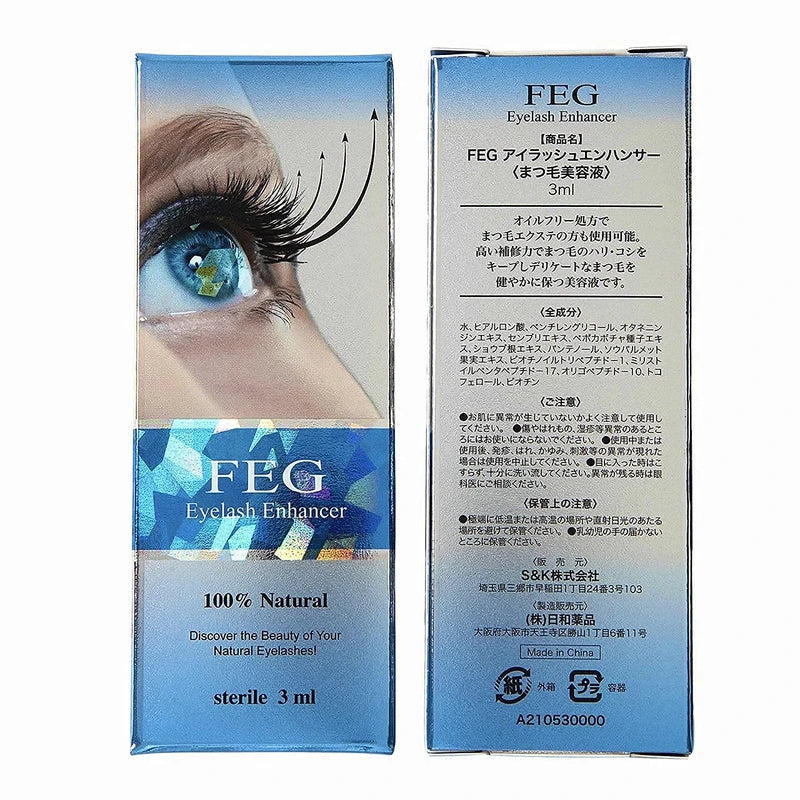 FEG
Eyelash Enhancer
100% Natural
Discover the Beauty of Your
Natural Eyelashes!
sterile 3 ml
FEG
Eyelash Enhancer
【商品名】
FEG アイラッシュエンハンサー
〈まつ毛美容液〉
3ml
オイルフリー処方で
まつ毛エクステの方も使用可能。
高い補修力でまつ毛のハリ・コシを
キープしデリケートなまつ毛を
健やかに保つ美容液です。
〈全成分〉
水、ヒアルロン酸、ペンチレングリコール、オタネニン
ジンエキス、センブリエキス、ペポカボチャ種子エキ
ス、ショウブ根エキス、パンテノール、ソウパルメット
果実エキス、ビオチノイルトリペプチド-1、ミリスト
イルペンタペプチド-17、オリゴペプチド-10、トコ
フェロール、ビオチン
〈ご注意〉
●お肌に異常が生じていないかよく注意して使用し
てください。 ●傷やはれもの、湿疹等異常のあるとこ
ろにはお使いにならないでください。 ●使用中または
使用後、発疹、はれ、かゆみ、刺激等の異常が現れた
場合は使用を中止してください。 ●目に入った時はこ
すらず、十分に洗い流してください。異常が残る時は眼
科医にご相談ください。
〈保管上の注意〉
●極端に低温または高温の場所や直射日光のあたる
場所を避けて保管ください。 ●乳幼児の手の届かない
ところに保管ください。
〈販 売 元〉
S&K株式会社
埼玉県三郷市早稲田1丁目24番3号103
〈製造販売元〉
(株)日和薬品
大阪府大阪市天王寺区勝山1丁目6番11号
Made in China
紙 外箱 プラ 容器
A210530000